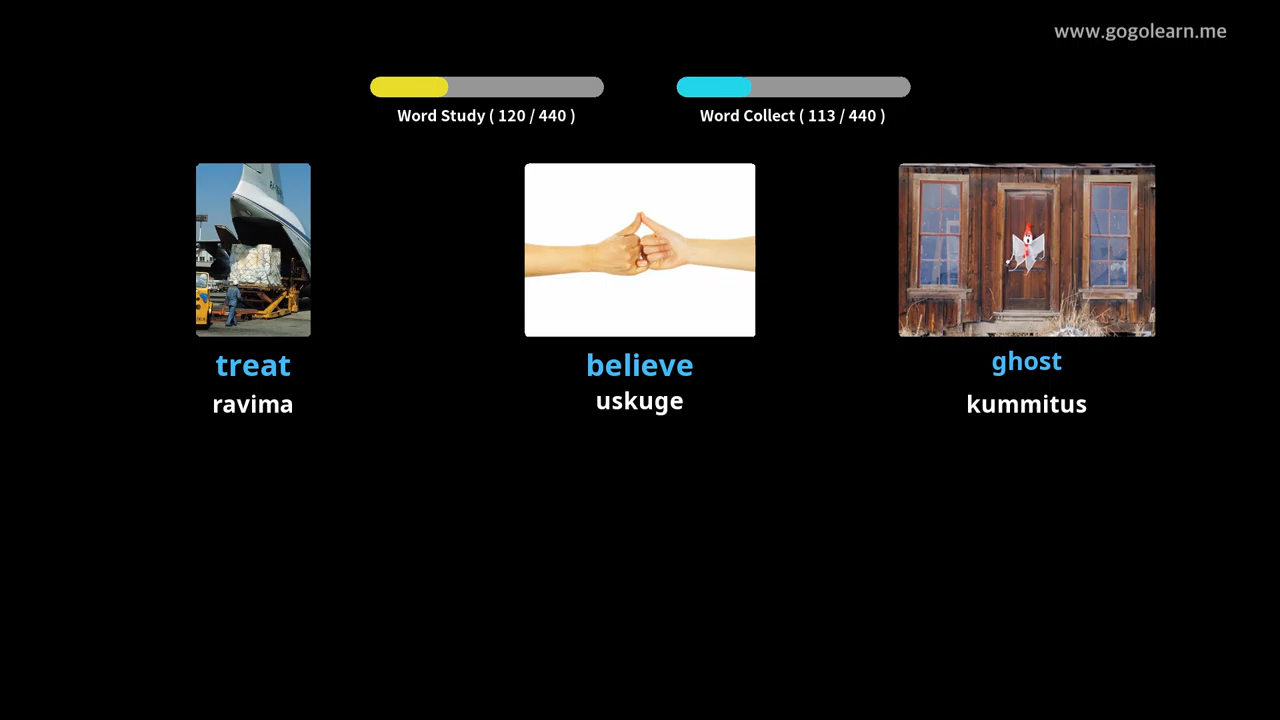 www.gogolearn.me
Word Study ( 120 / 440 )
Word Collect ( 113 / 440 )
treat
ravima
believe
uskuge
ghost
kummitus